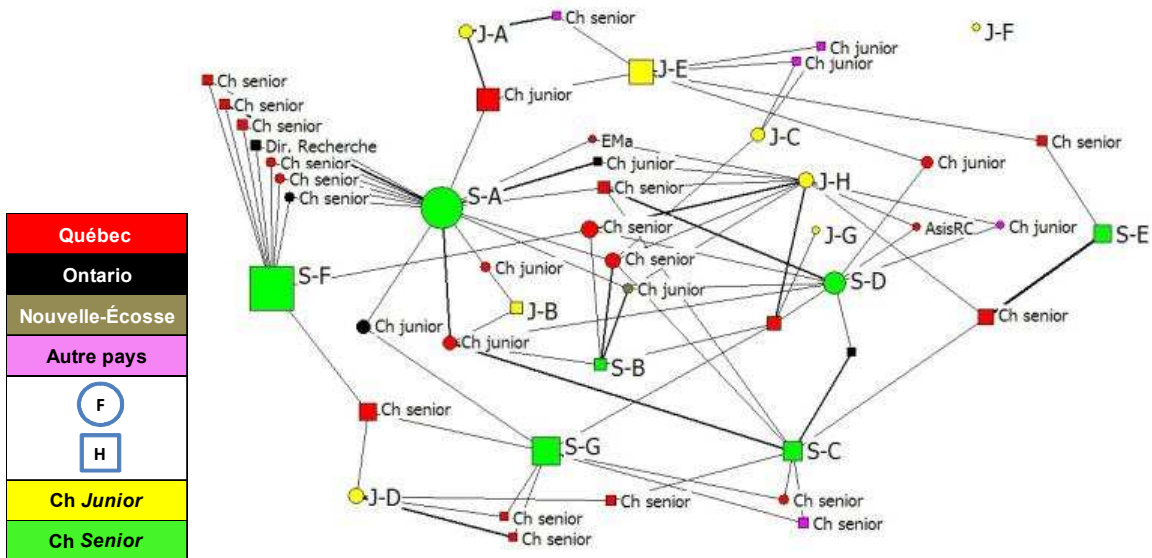 Ch senior
J-A
J-F
J-E
Ch junior
Ch junior
Ch senior
Ch junior
Ch senior
Ch senior
Dir. Recherche
Ch senior
Ch senior
Ch senior
EMa
Ch junior
Ch senior
J-C
J-H
Ch junior
Ch senior
S-A
Ch senior
J-G
AsisRC
Ch junior
S-E
Québec
Ontario
Nouvelle-Écosse
Autre pays
F
H
Ch Junior
Ch Senior
S-F
Ch junior
Ch senior
Ch junior
S-D
J-B
Ch junior
Ch junior
S-B
Ch senior
Ch senior
S-G
S-C
J-D
Ch senior
Ch senior
Ch senior
Ch senior
Ch senior